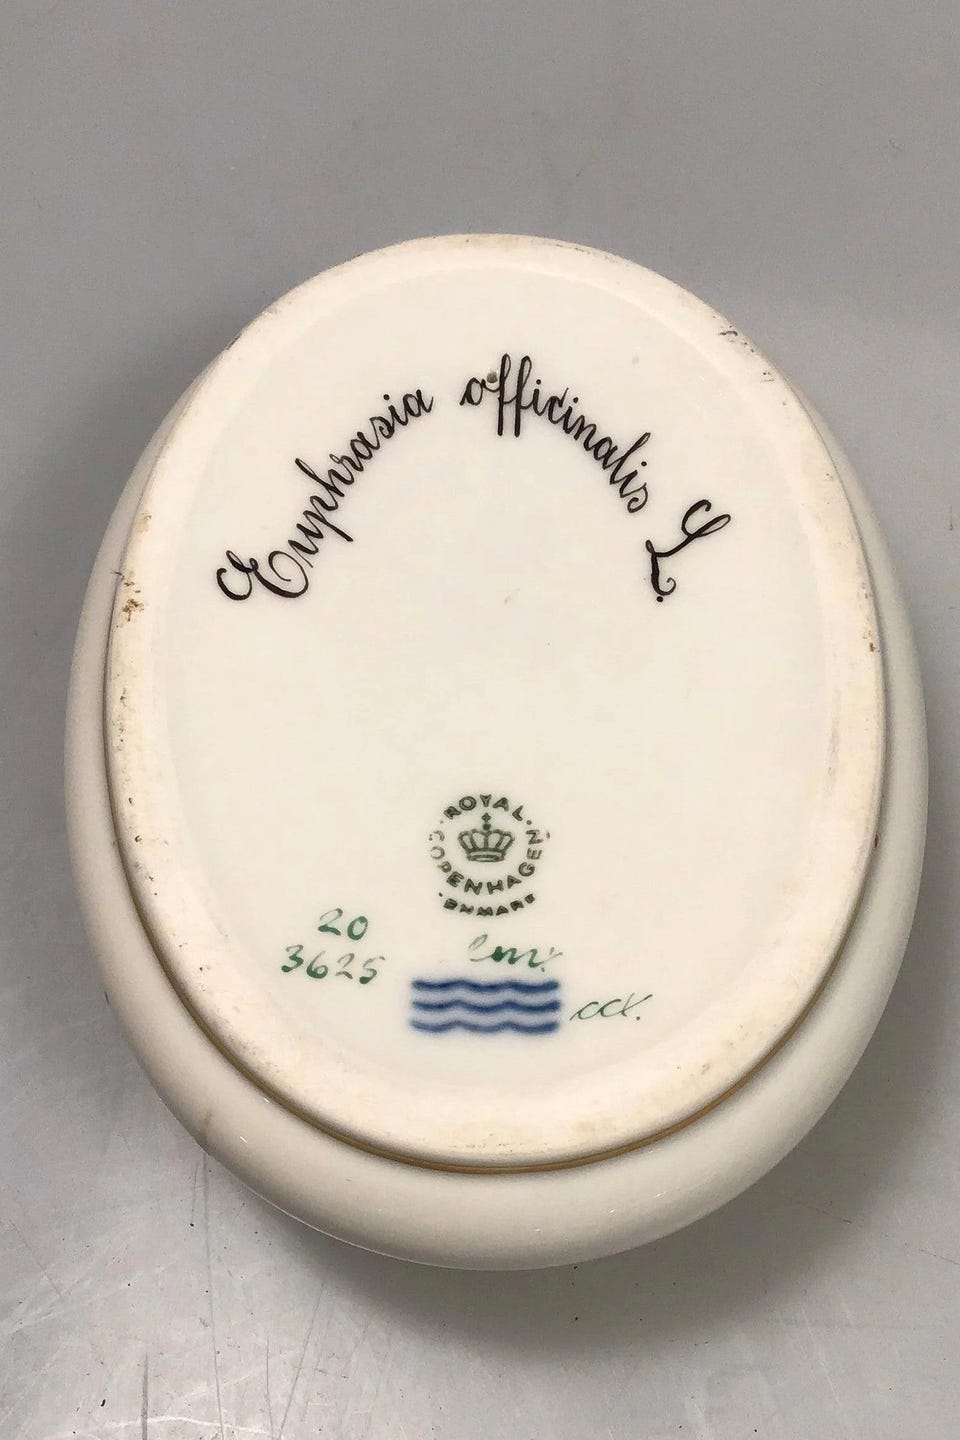 Euphrasia officinalis L.
ROYAL
COPENHAGEN
DENMARK
20
3625